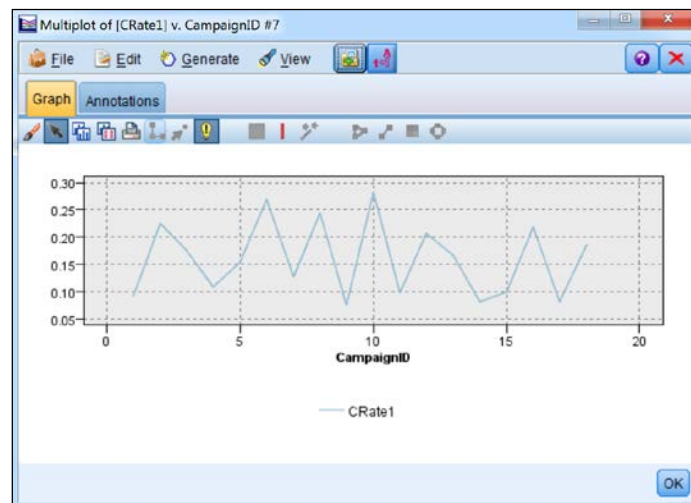 Multiplot of [CRate1] v. CampaignID #7
File Edit Generate View
Graph Annotations
0.30
0.25
0.20
0.15
0.10
0.05
0 5 10 15 20
CampaignID
CRate1
OK